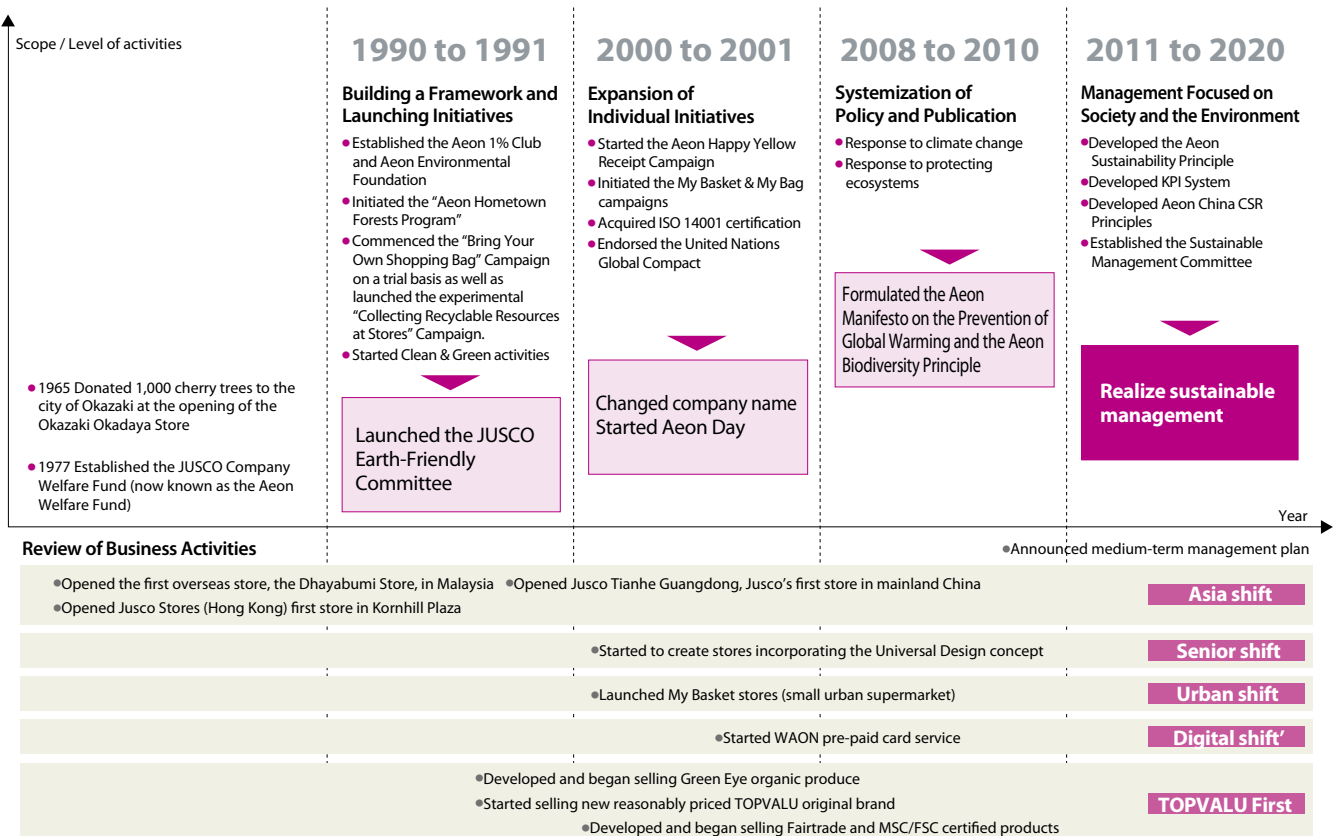 Scope / Level of activities
1965 Donated 1,000 cherry trees to the
city of Okazaki at the opening of the
Okazaki Okadaya Store
1977 Established the JUSCO Company
Welfare Fund (now known as the Aeon
Welfare Fund)
1990 to 1991
Building a Framework and
Launching Initiatives
Established the Aeon 1% Club
and Aeon Environmental
Foundation
Initiated the “Aeon Hometown
Forests Program”
Commenced the “Bring Your
Own Shopping Bag” Campaign
on a trial basis as well as
launched the experimental
“Collecting Recyclable Resources
at Stores” Campaign.
Started Clean & Green activities
Launched the JUSCO
Earth-Friendly
Committee
2000 to 2001
Expansion of
Individual Initiatives
Started the Aeon Happy Yellow
Receipt Campaign
Initiated the My Basket & My Bag
campaigns
Acquired ISO 14001 certification
Endorsed the United Nations
Global Compact
Changed company name
Started Aeon Day
2008 to 2010
Systemization of
Policy and Publication
Response to climate change
Response to protecting
ecosystems
Formulated the Aeon
Manifesto on the Prevention of
Global Warming and the Aeon
Biodiversity Principle
2011 to 2020
Management Focused on
Society and the Environment
Developed the Aeon
Sustainability Principle
Developed KPI System
Developed Aeon China CSR
Principles
Established the Sustainable
Management Committee
Realize sustainable
management
Year
Review of Business Activities
Announced medium-term management plan
Opened the first overseas store, the Dhayabumi Store, in Malaysia
Opened Jusco Tianhe Guangdong, Jusco’s first store in mainland China
Opened Jusco Stores (Hong Kong) first store in Kornhill Plaza
Asia shift
Started to create stores incorporating the Universal Design concept
Senior shift
Launched My Basket stores (small urban supermarket)
Urban shift
Started WAON pre-paid card service
Digital shift’
Developed and began selling Green Eye organic produce
Started selling new reasonably priced TOPVALU original brand
Developed and began selling Fairtrade and MSC/FSC certified products
TOPVALU First